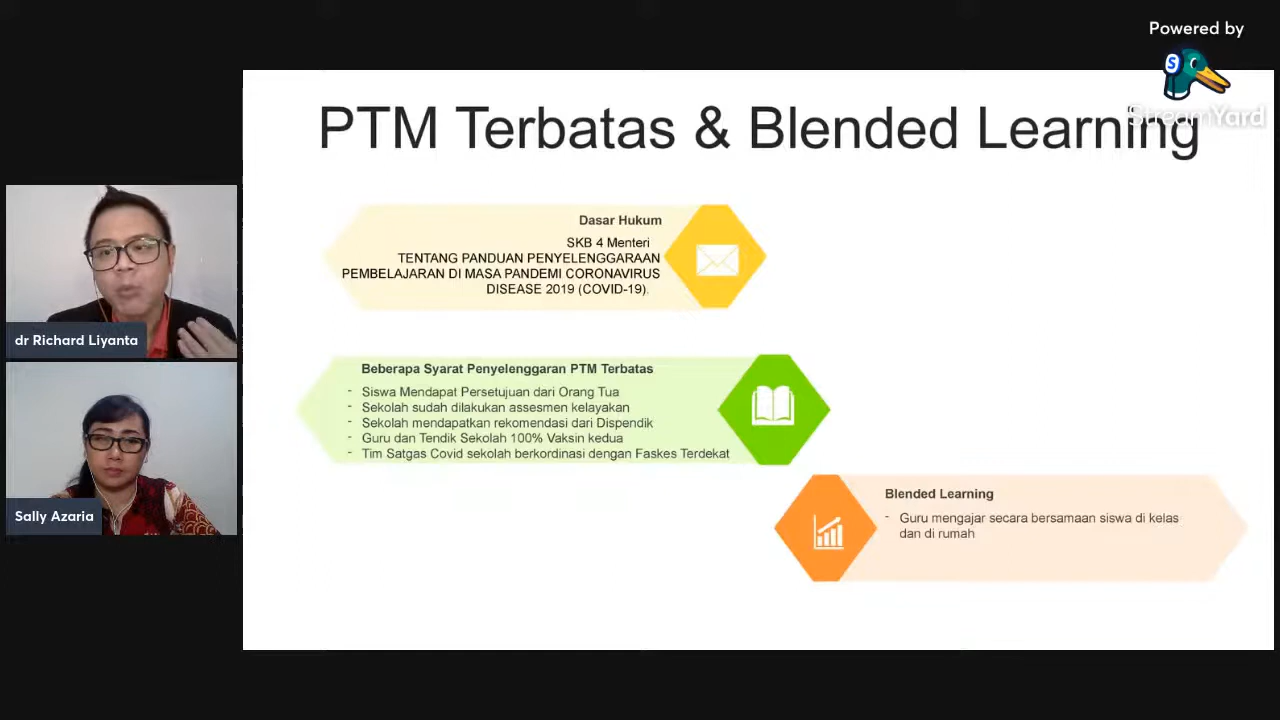 Powered by
StreamYard
PTM Terbatas & Blended Learning
Dasar Hukum
SKB 4 Menteri
TENTANG PANDUAN PENYELENGGARAAN
PEMBELAJARAN DI MASA PANDEMI CORONAVIRUS
DISEASE 2019 (COVID-19).
dr Richard Liyanta
Beberapa Syarat Penyelenggaran PTM Terbatas
- Siswa Mendapat Persetujuan dari Orang Tua
- Sekolah sudah dilakukan assesmen kelayakan
- Sekolah mendapatkan rekomendasi dari Dispendik
- Guru dan Tendik Sekolah 100% Vaksin kedua
- Tim Satgas Covid sekolah berkordinasi dengan Faskes Terdekat
Sally Azaria
Blended Learning
- Guru mengajar secara bersamaan siswa di kelas
dan di rumah